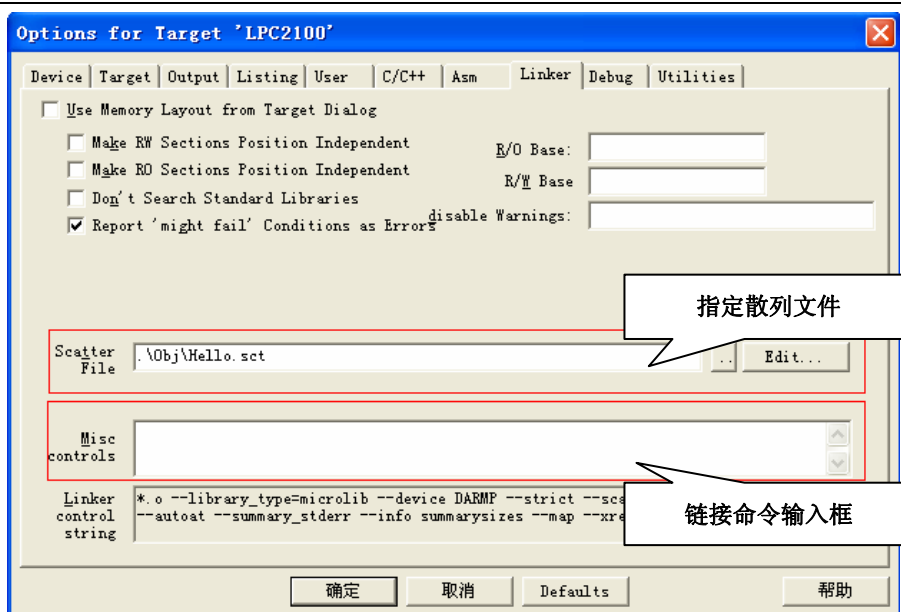 Options for Target 'LPC2100'
Device Target Output Listing User C/C++ Asm Linker Debug Utilities
Use Memory Layout from Target Dialog
Make RW Sections Position Independent
R/O Base:
Make RO Sections Position Independent
R/W Base
Don't Search Standard Libraries
disable Warnings:
Report 'might fail' Conditions as Errors
指定散列文件
Scatter File
.\Obj\Hello.sct
.. Edit...
Misc controls
Linker control string
*.o --library_type=microlib --device DARMP --strict
--autoat --summary_stderr --info summarysizes --map
链接命令输入框
确定 取消 Defaults 帮助